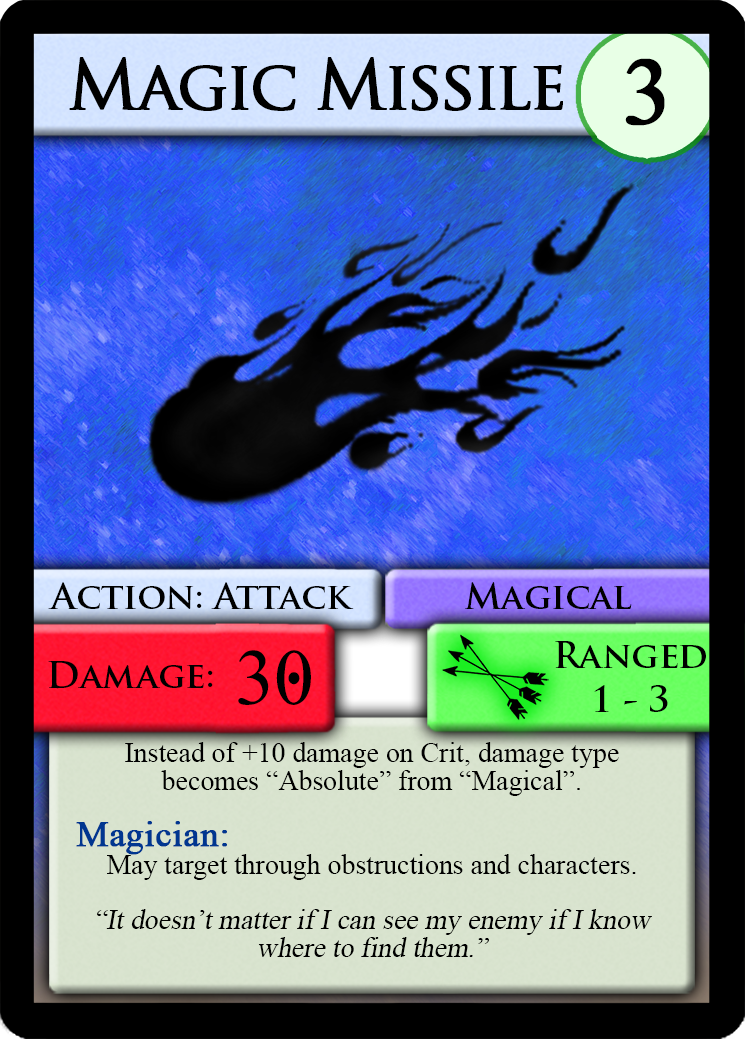 Magic Missile 3
Action: Attack Magical
Damage: 30 Ranged
1 - 3
Instead of +10 damage on Crit, damage type
becomes “Absolute” from “Magical”.
Magician:
May target through obstructions and characters.
“It doesn’t matter if I can see my enemy if I know
where to find them.”